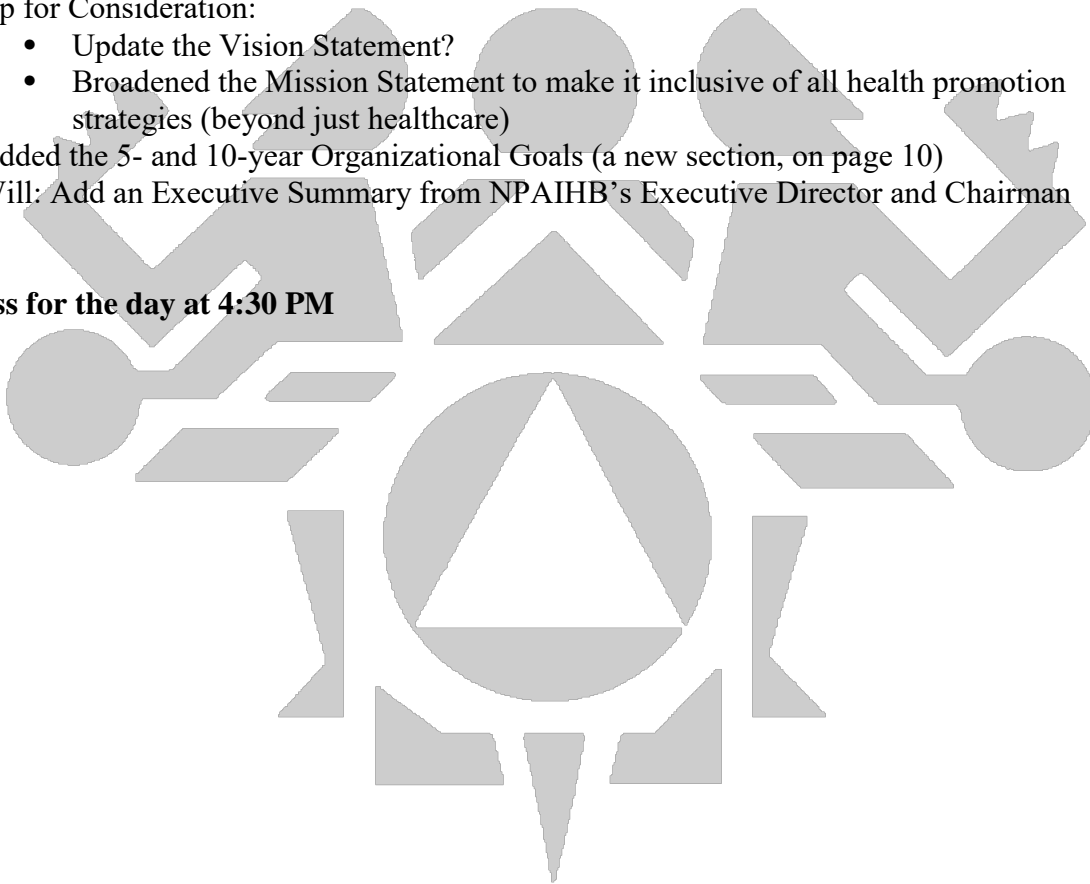 p for Consideration:
• Update the Vision Statement?
• Broadened the Mission Statement to make it inclusive of all health promotion
strategies (beyond just healthcare)
dded the 5- and 10-year Organizational Goals (a new section, on page 10)
ill: Add an Executive Summary from NPAIHB’s Executive Director and Chairman
ss for the day at 4:30 PM